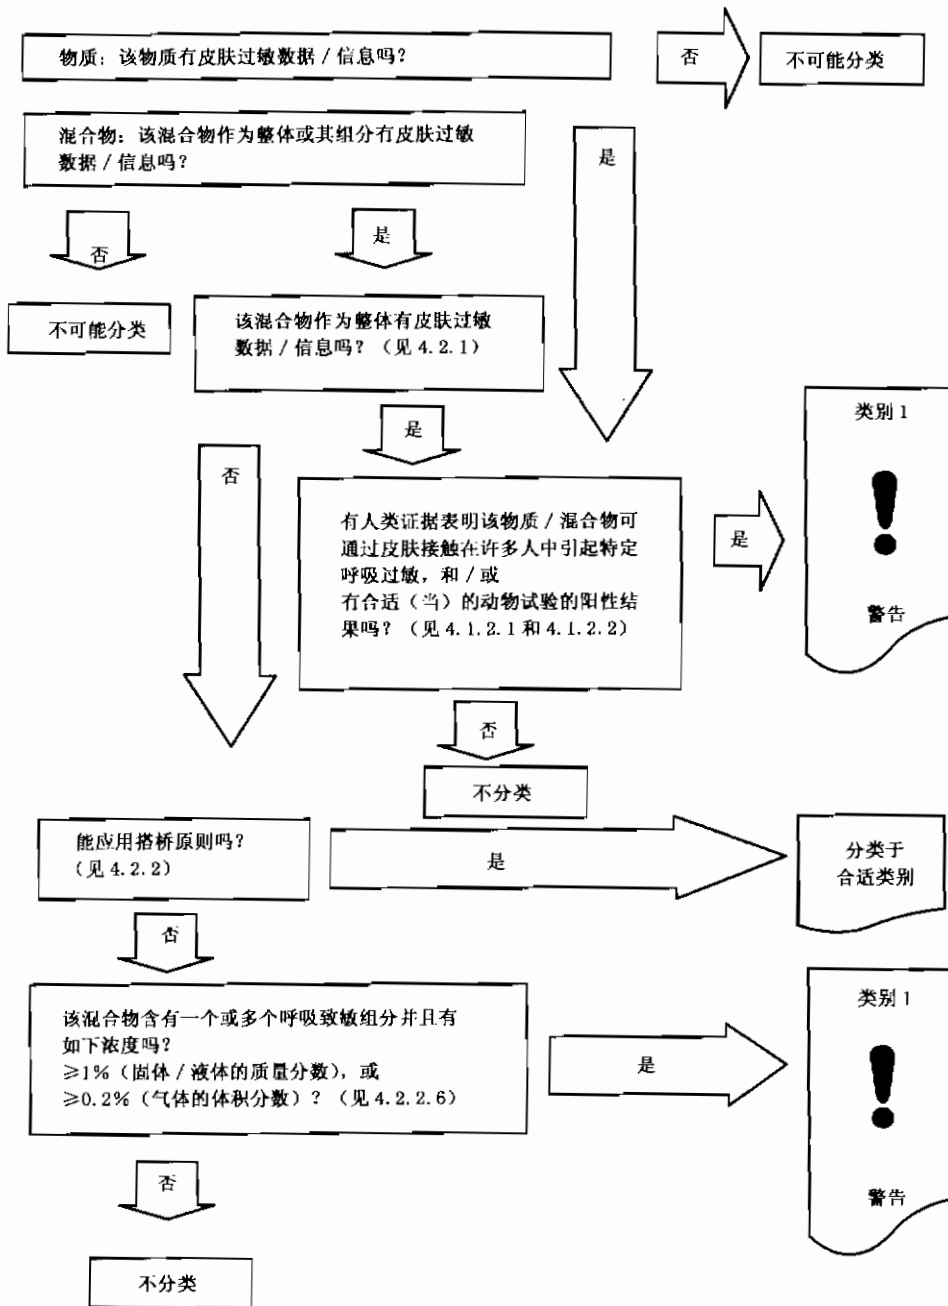 物质：该物质有皮肤过敏数据／信息吗？
否
不可能分类
混合物：该混合物作为整体或其组分有皮肤过敏
数据／信息吗？
是
否
是
不可能分类
该混合物作为整体有皮肤过敏
数据／信息吗？（见 4.2.1）
是
否
类别 1
警告
有人类证据表明该物质／混合物可
通过皮肤接触在许多人中引起特定
呼吸过敏，和／或
有合适（当）的动物试验的阳性结
果吗？（见 4.1.2.1 和 4.1.2.2）
是
否
不分类
能应用搭桥原则吗？
（见 4.2.2）
是
分类于
合适类别
否
该混合物含有一个或多个呼吸致敏组分并且有
如下浓度吗？
≥1%（固体／液体的质量分数），或
≥0.2%（气体的体积分数）？（见 4.2.2.6）
是
类别 1
警告
否
不分类